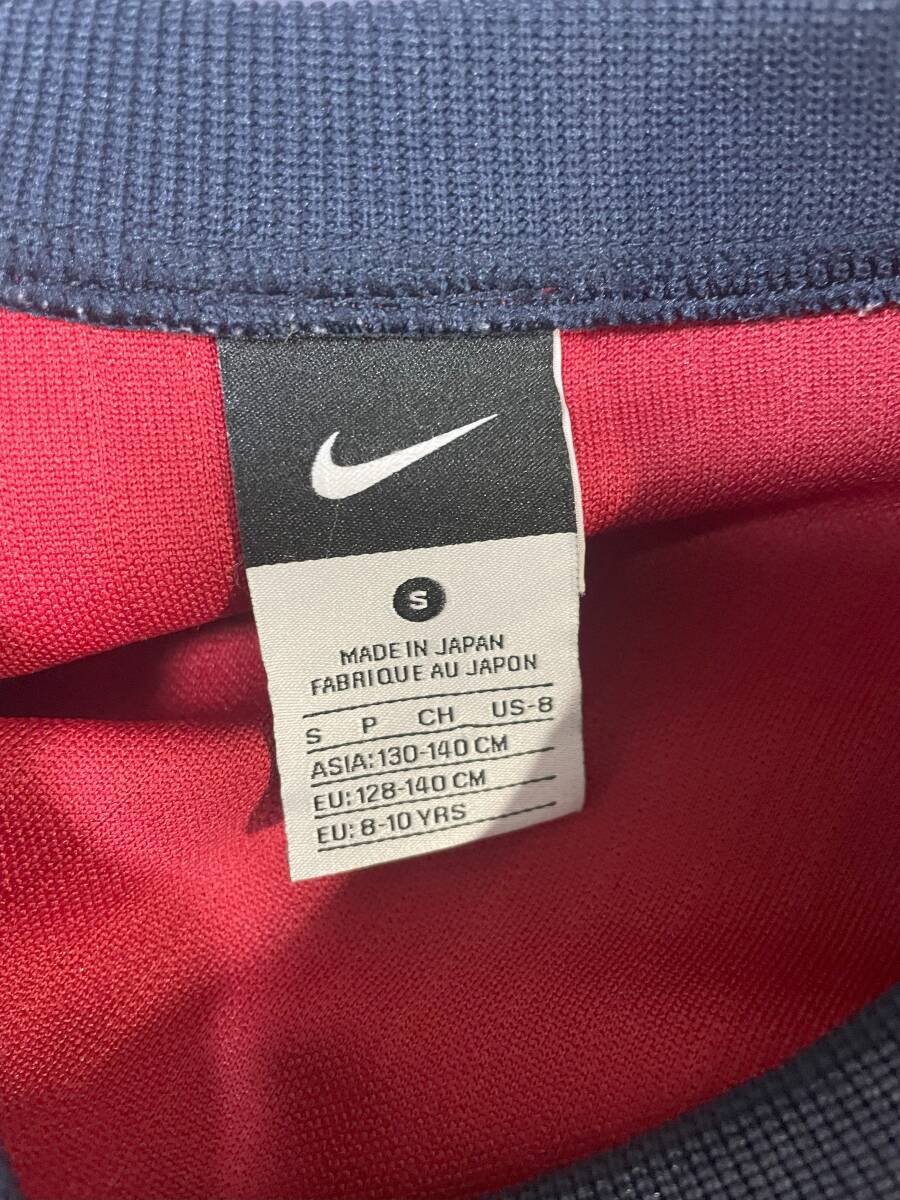 S
MADE IN JAPAN
FABRIQUE AU JAPON
S P CH US-8
ASIA: 130-140 CM
EU: 128-140 CM
EU: 8-10 YRS